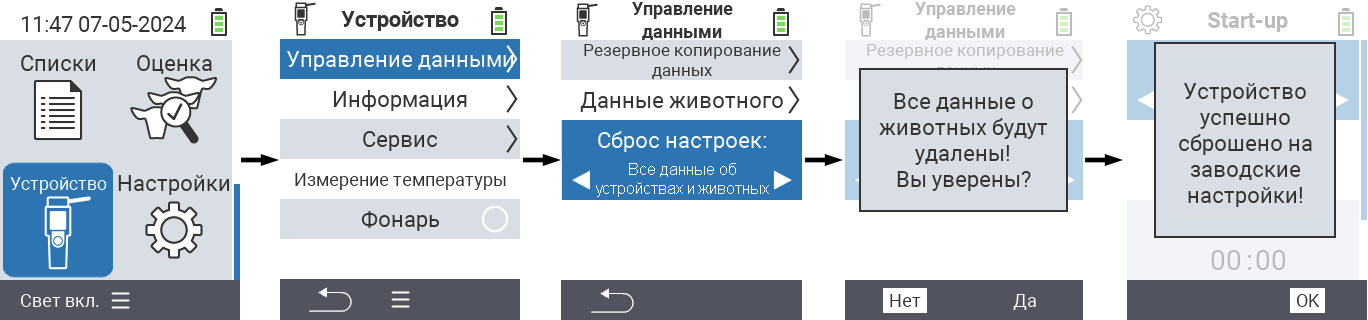 11:47 07-05-2024
Списки
Оценка
Устройство
Настройки
Свет вкл.
Устройство
Управление данными
Информация
Сервис
Измерение температуры
Фонарь
Управление
данными
Резервное копирование
данных
Данные животного
Сброс настроек:
Все данные об
устройствах и животных
Управление
данными
Резервное копирование
данных
Все данные о
животных будут
удалены!
Вы уверены?
Нет
Да
Start-up
Устройство
успешно
сброшено на
заводские
настройки!
00:00
OK